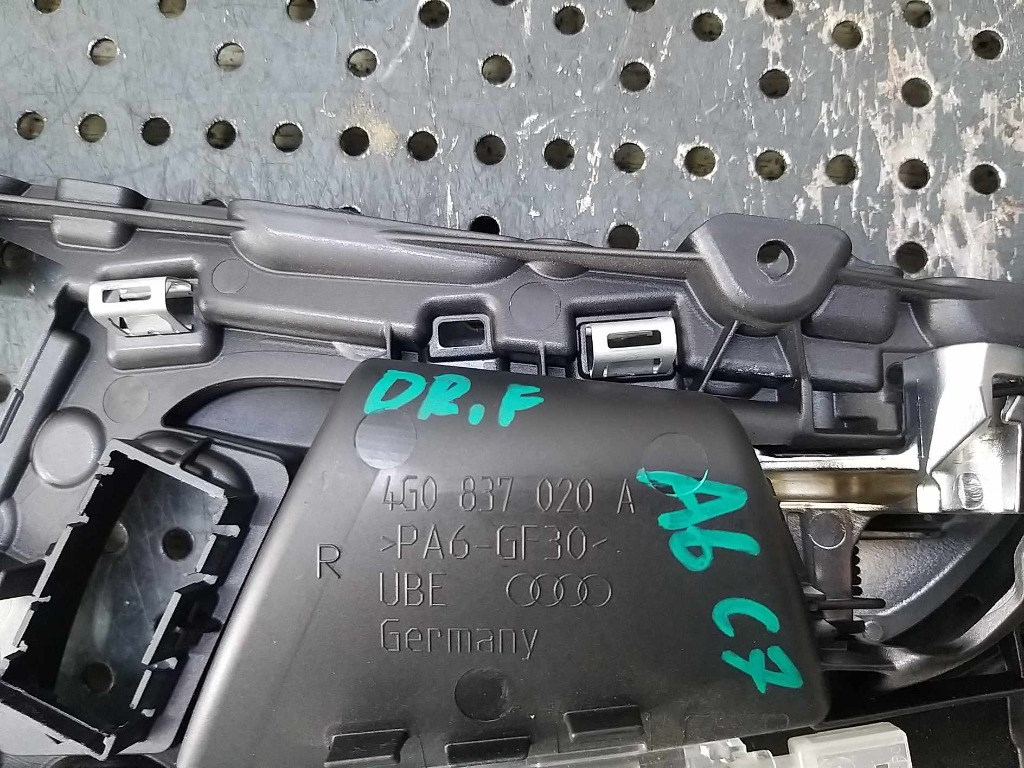 DR.F
4G0 837 020 A
>PA6-GF30<
R
UBE
Germany
A6 C7